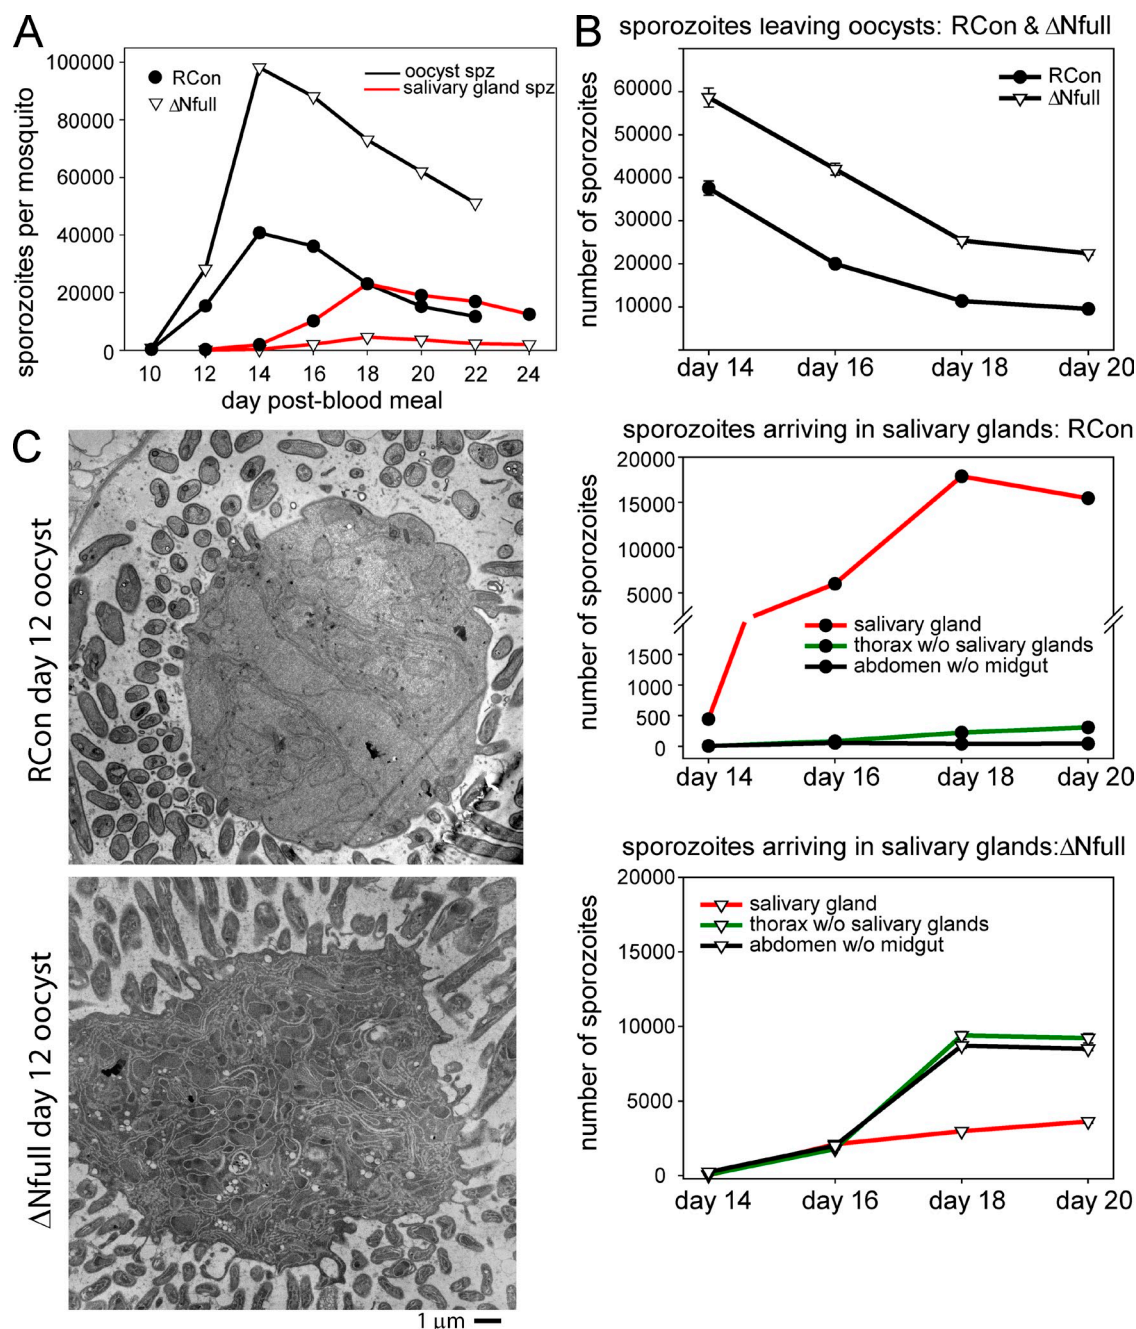 A
sporozoites per mosquito
100000
80000
60000
40000
20000
0
RCon
ΔNfull
oocyst spz
salivary gland spz
10 12 14 16 18 20 22 24
day post-blood meal
B
sporozoites leaving oocysts: RCon & ΔNfull
number of sporozoites
60000
50000
40000
30000
20000
10000
RCon
ΔNfull
day 14 day 16 day 18 day 20
sporozoites arriving in salivary glands: RCon
number of sporozoites
20000
15000
10000
5000
1500
1000
500
0
salivary gland
thorax w/o salivary glands
abdomen w/o midgut
day 14 day 16 day 18 day 20
sporozoites arriving in salivary glands:ΔNfull
number of sporozoites
20000
15000
10000
5000
0
salivary gland
thorax w/o salivary glands
abdomen w/o midgut
day 14 day 16 day 18 day 20
C
RCon day 12 oocyst
ΔNfull day 12 oocyst
1 μm